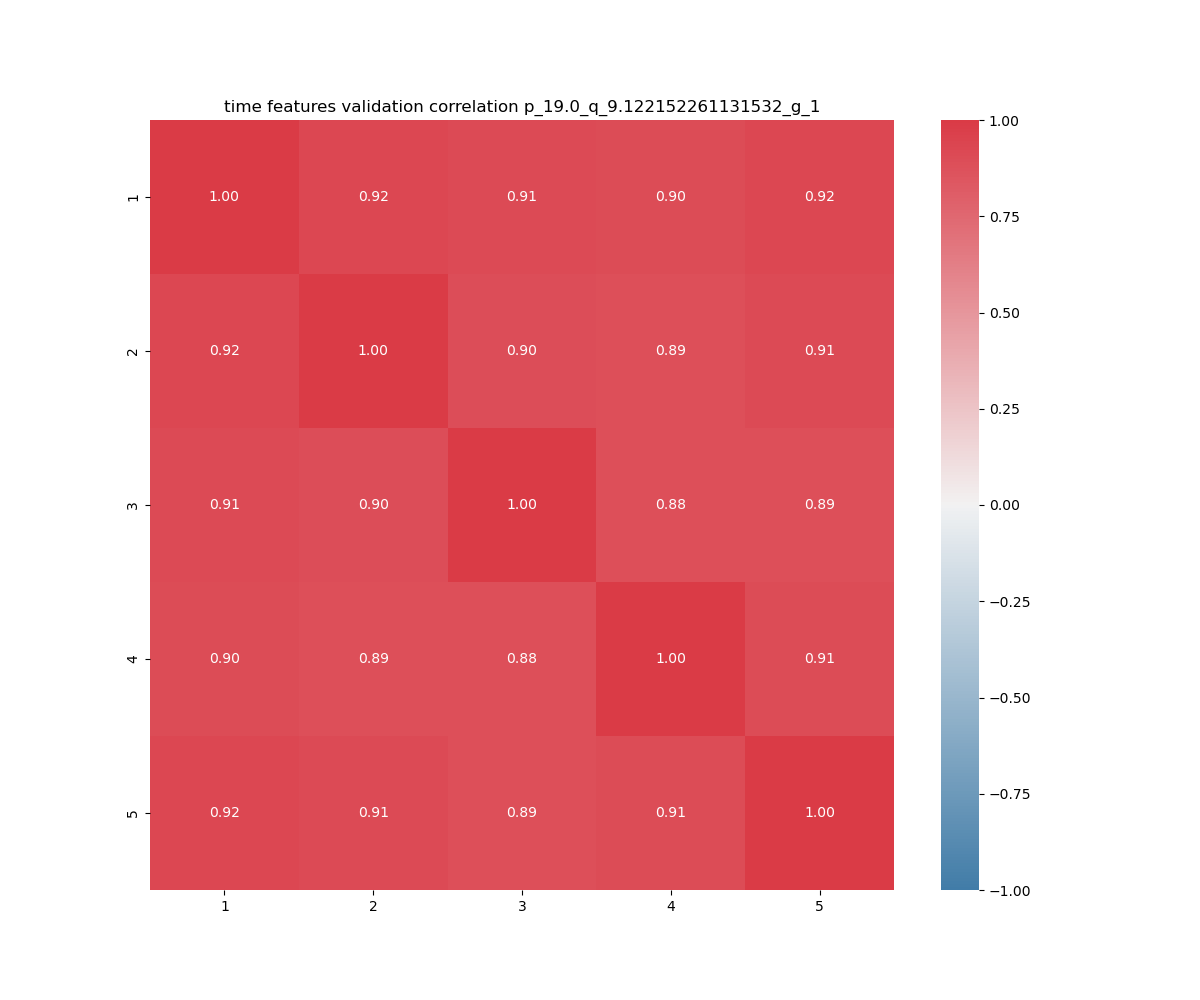 time features validation correlation p_19.0_q_9.122152261131532_g_1
1 1.00 0.92 0.91 0.90 0.92
2 0.92 1.00 0.90 0.89 0.91
3 0.91 0.90 1.00 0.88 0.89
4 0.90 0.89 0.88 1.00 0.91
5 0.92 0.91 0.89 0.91 1.00
1 2 3 4 5
1.00
0.75
0.50
0.25
0.00
−0.25
−0.50
−0.75
−1.00